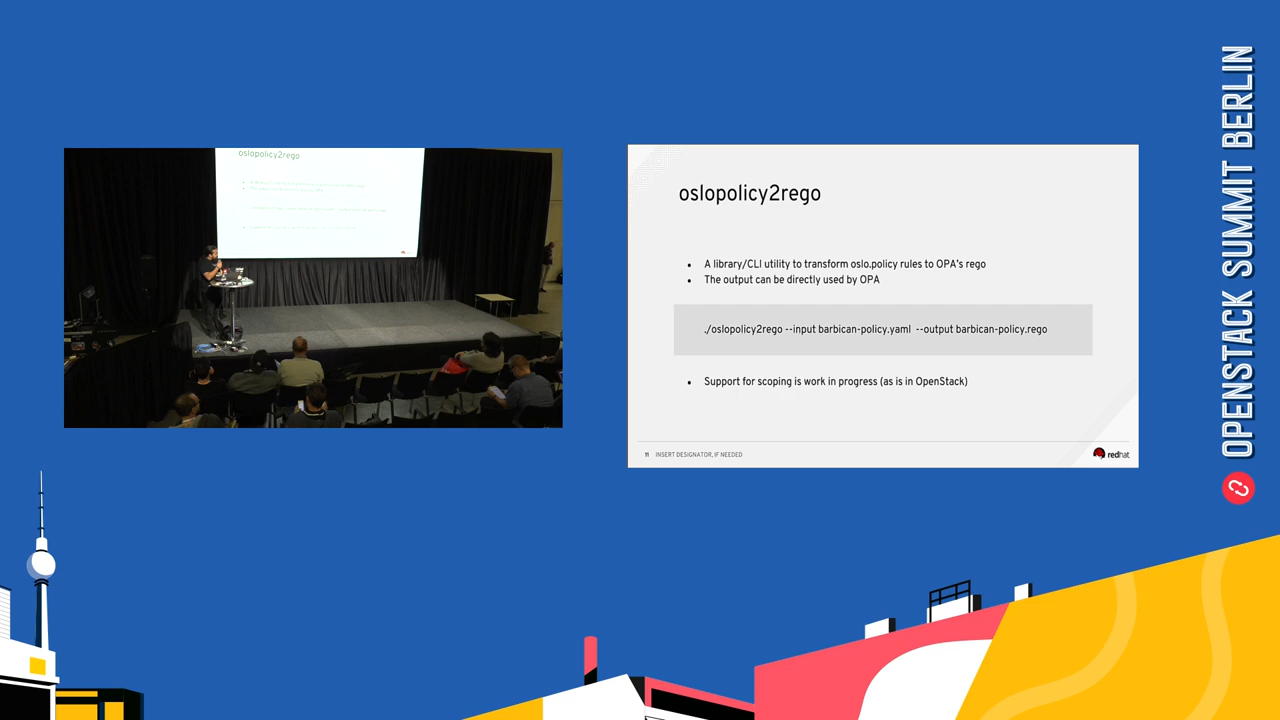 oslopolicy2rego
oslopolicy2rego
• A library/CLI utility to transform oslo.policy rules to OPA's rego
• The output can be directly used by OPA
./oslopolicy2rego --input barbican-policy.yaml --output barbican-policy.rego
• Support for scoping is work in progress (as is in OpenStack)
11 INSERT DESIGNATOR, IF NEEDED
redhat
OPENSTACK SUMMIT BERLIN